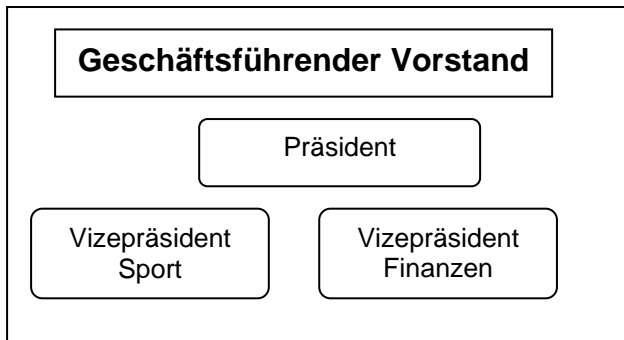 Geschäftsführender Vorstand
Präsident
Vizepräsident
Sport
Vizepräsident
Finanzen